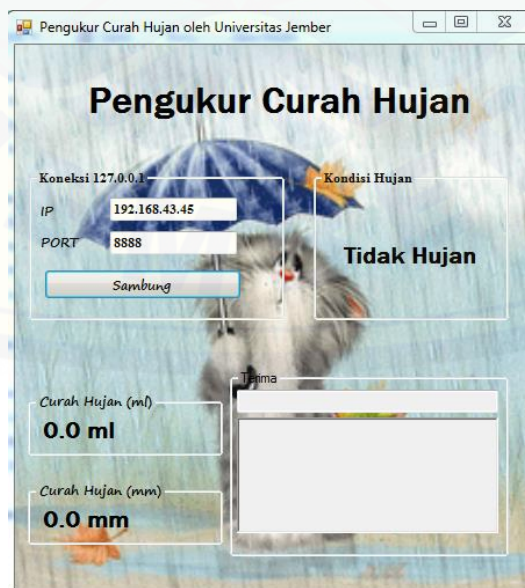 Pengukur Curah Hujan oleh Universitas Jember
Pengukur Curah Hujan
Koneksi 127.0.0.1
IP 192.168.43.45
PORT 8888
Sambung
Kondisi Hujan
Tidak Hujan
Terima
Curah Hujan (ml)
0.0 ml
Curah Hujan (mm)
0.0 mm